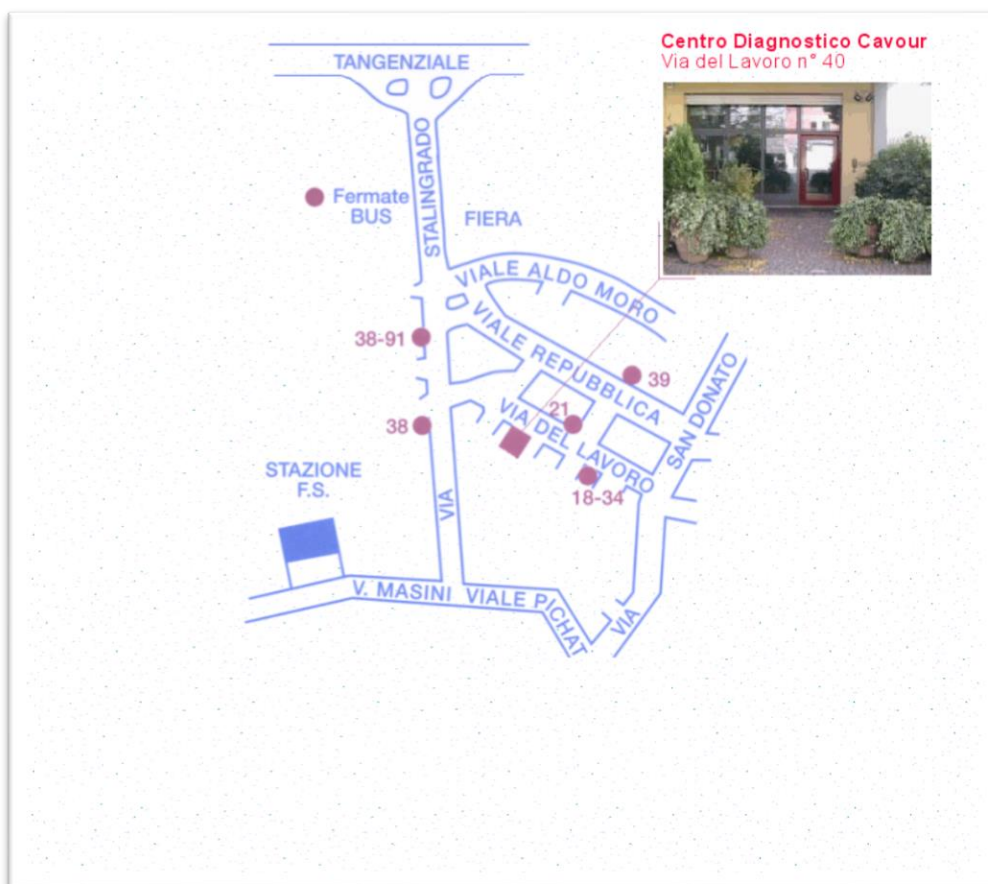 Centro Diagnostico Cavour
Via del Lavoro n° 40
TANGENZIALE
STALINGRADO
Fermate
BUS
FIERA
VIALE ALDO MORO
38-91
VIALE REPUBBLICA
39
SAN DONATO
21
VIA DEL LAVORO
38
18-34
STAZIONE
F.S.
VIA
V. MASINI
VIALE PICHAT
VIA